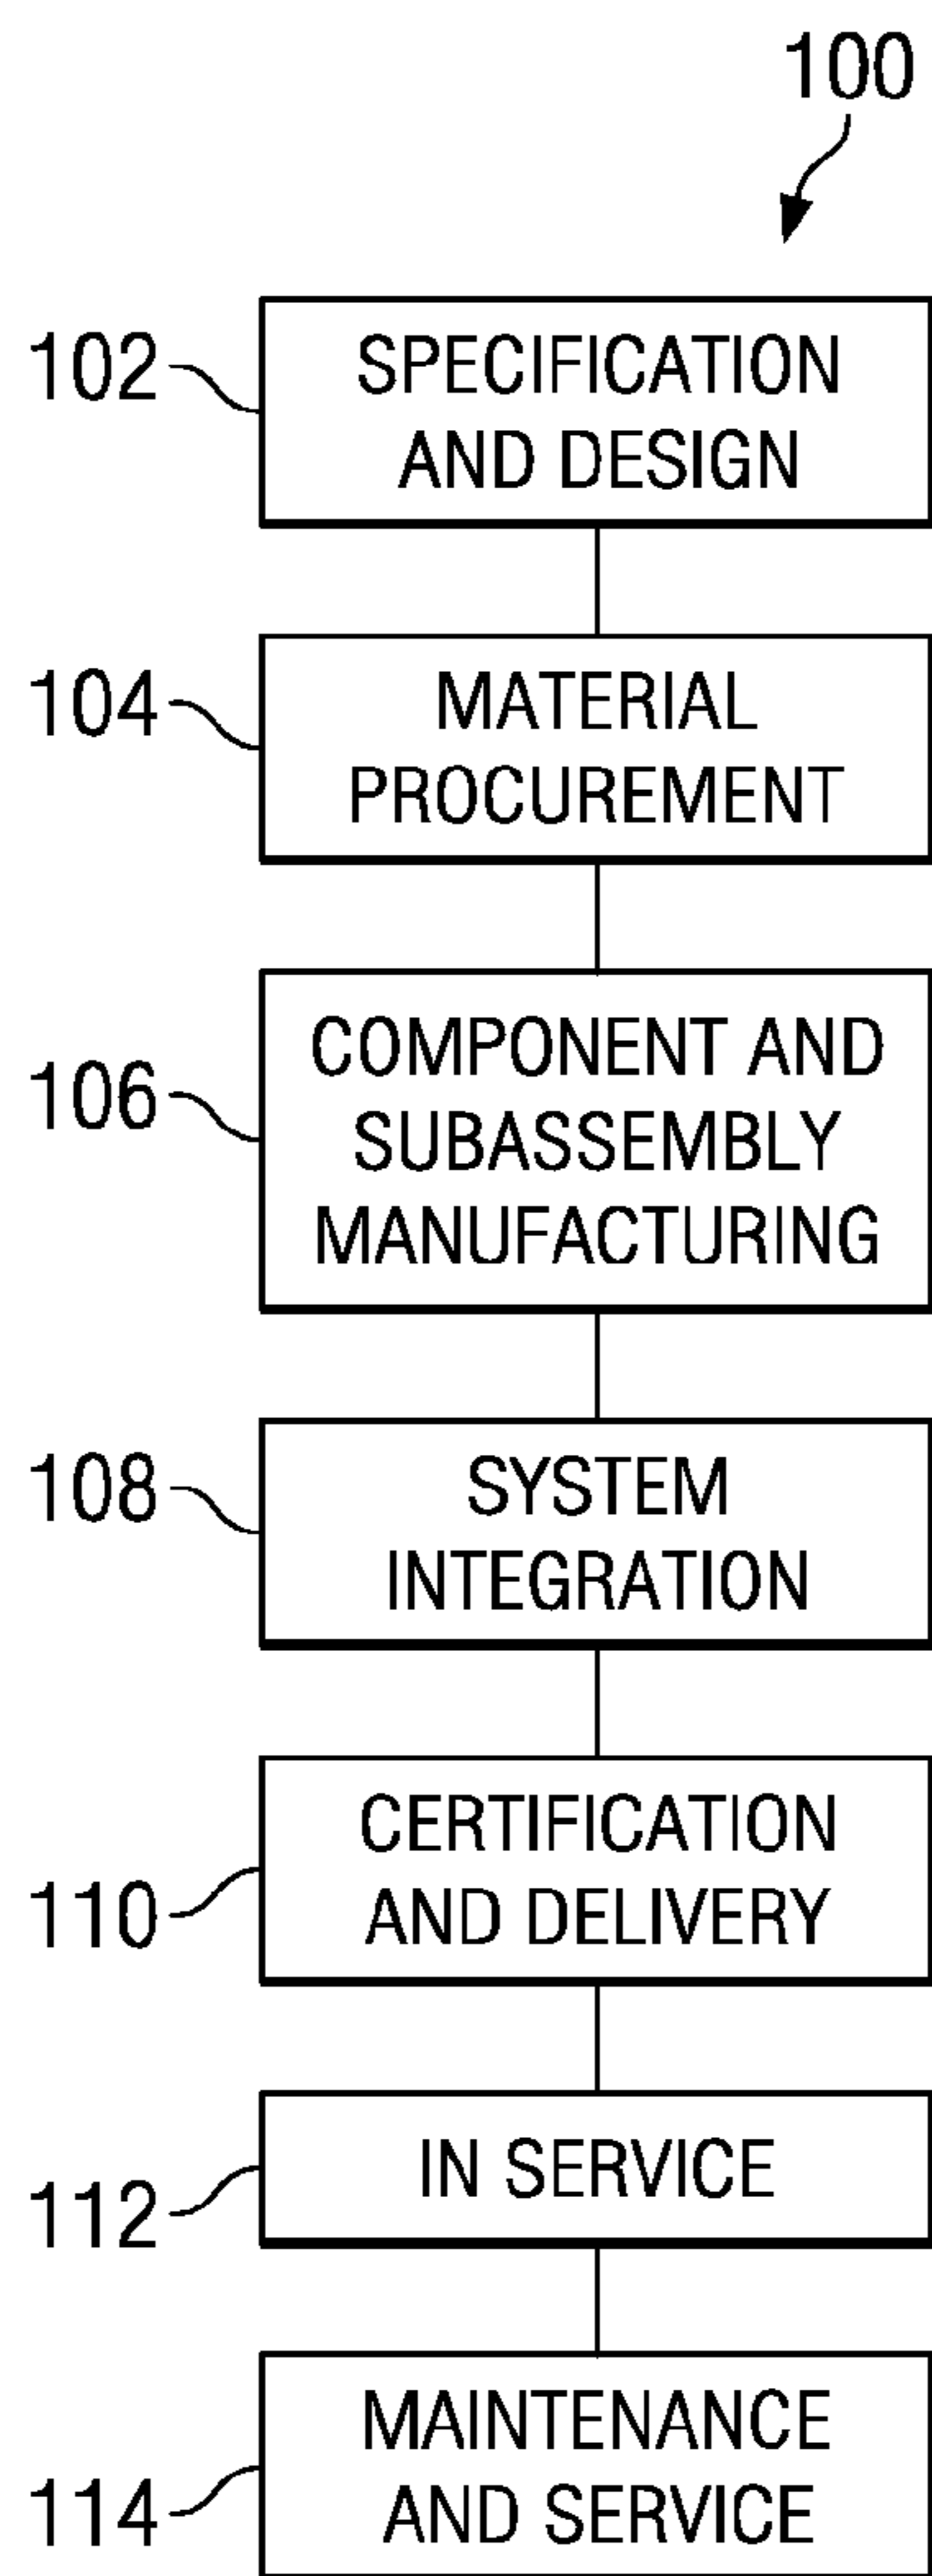 100
102
SPECIFICATION
AND DESIGN
104
MATERIAL
PROCUREMENT
106
COMPONENT AND
SUBASSEMBLY
MANUFACTURING
108
SYSTEM
INTEGRATION
110
CERTIFICATION
AND DELIVERY
112
IN SERVICE
114
MAINTENANCE
AND SERVICE